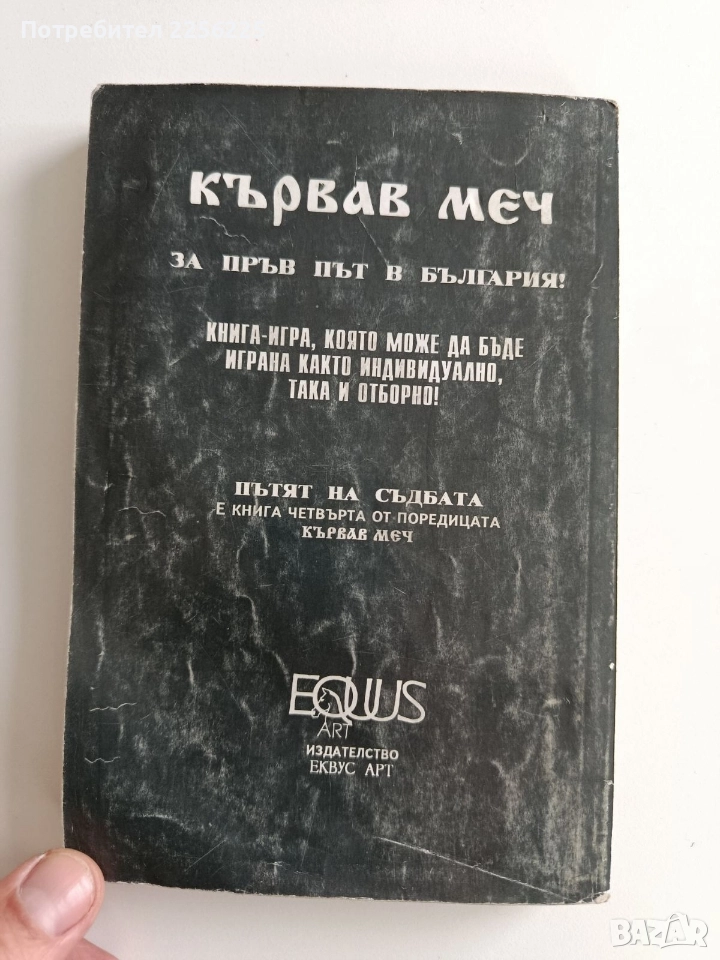 КЪРВАВ МЕЧ
ЗА ПРЪВ ПЪТ В БЪЛГАРИЯ!
КНИГА-ИГРА, КОЯТО МОЖЕ ДА БЪДЕ
ИГРАНА КАКТО ИНДИВИДУАЛНО,
ТАКА И ОТБОРНО!
ПЪТЯТ НА СЪДБАТА
Е КНИГА ЧЕТВЪРТА ОТ ПОРЕДИЦАТА
КЪРВАВ МЕЧ
EQUUS
ART
ИЗДАТЕЛСТВО
ЕКВУС АРТ
BAZAR